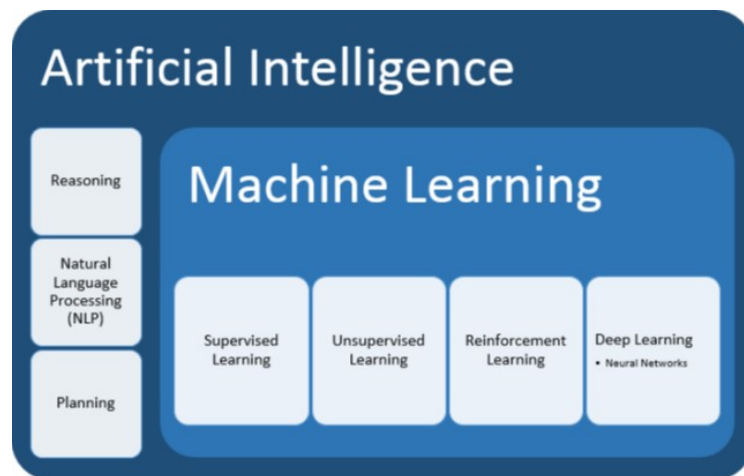 Artificial Intelligence
Reasoning
Natural
Language
Processing
(NLP)
Planning
Machine Learning
Supervised
Learning
Unsupervised
Learning
Reinforcement
Learning
Deep Learning
• Neural Networks